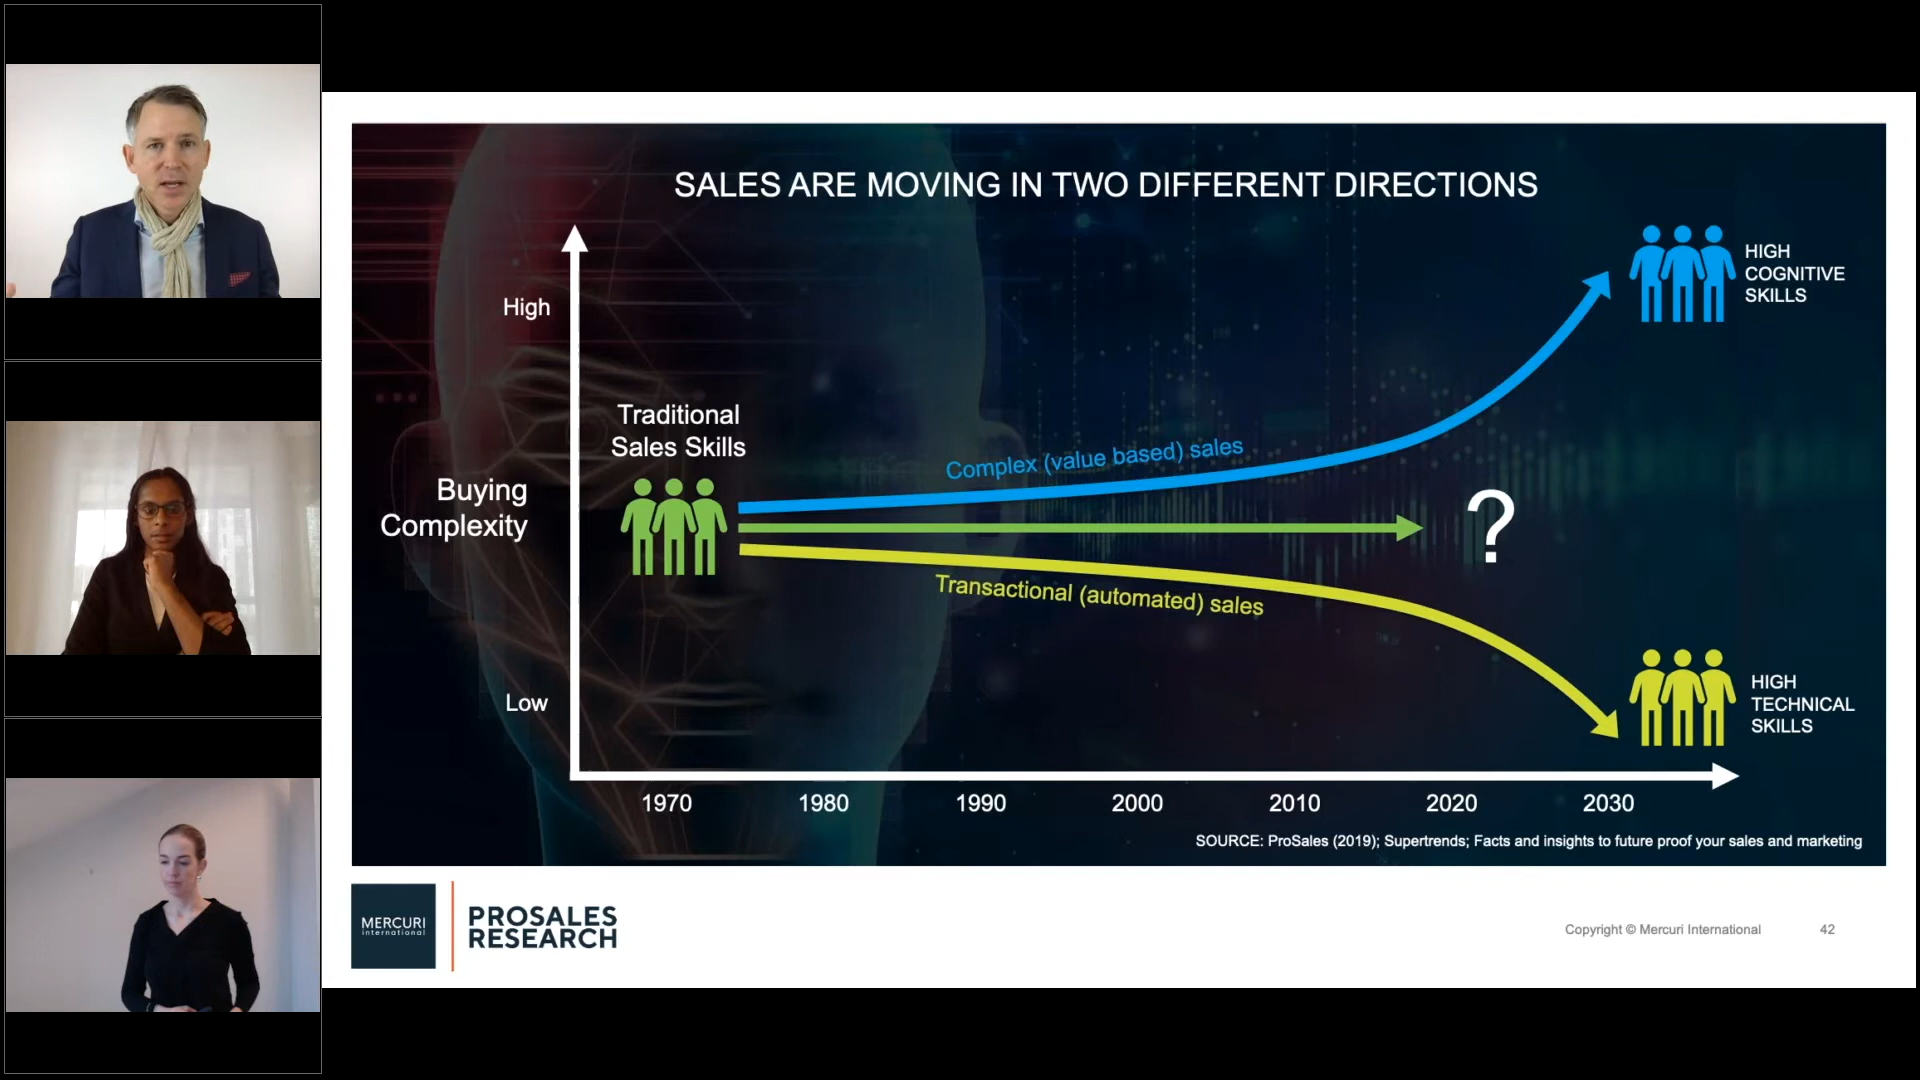 SALES ARE MOVING IN TWO DIFFERENT DIRECTIONS
HIGH
COGNITIVE
SKILLS
High
Traditional
Sales Skills
Complex (value based) sales
Buying
Complexity
?
Transactional (automated) sales
Low
HIGH
TECHNICAL
SKILLS
1970 1980 1990 2000 2010 2020 2030
SOURCE: ProSales (2019); Supertrends; Facts and insights to future proof your sales and marketing
MERCURI
international
PROSALES
RESEARCH
Copyright © Mercuri International 42